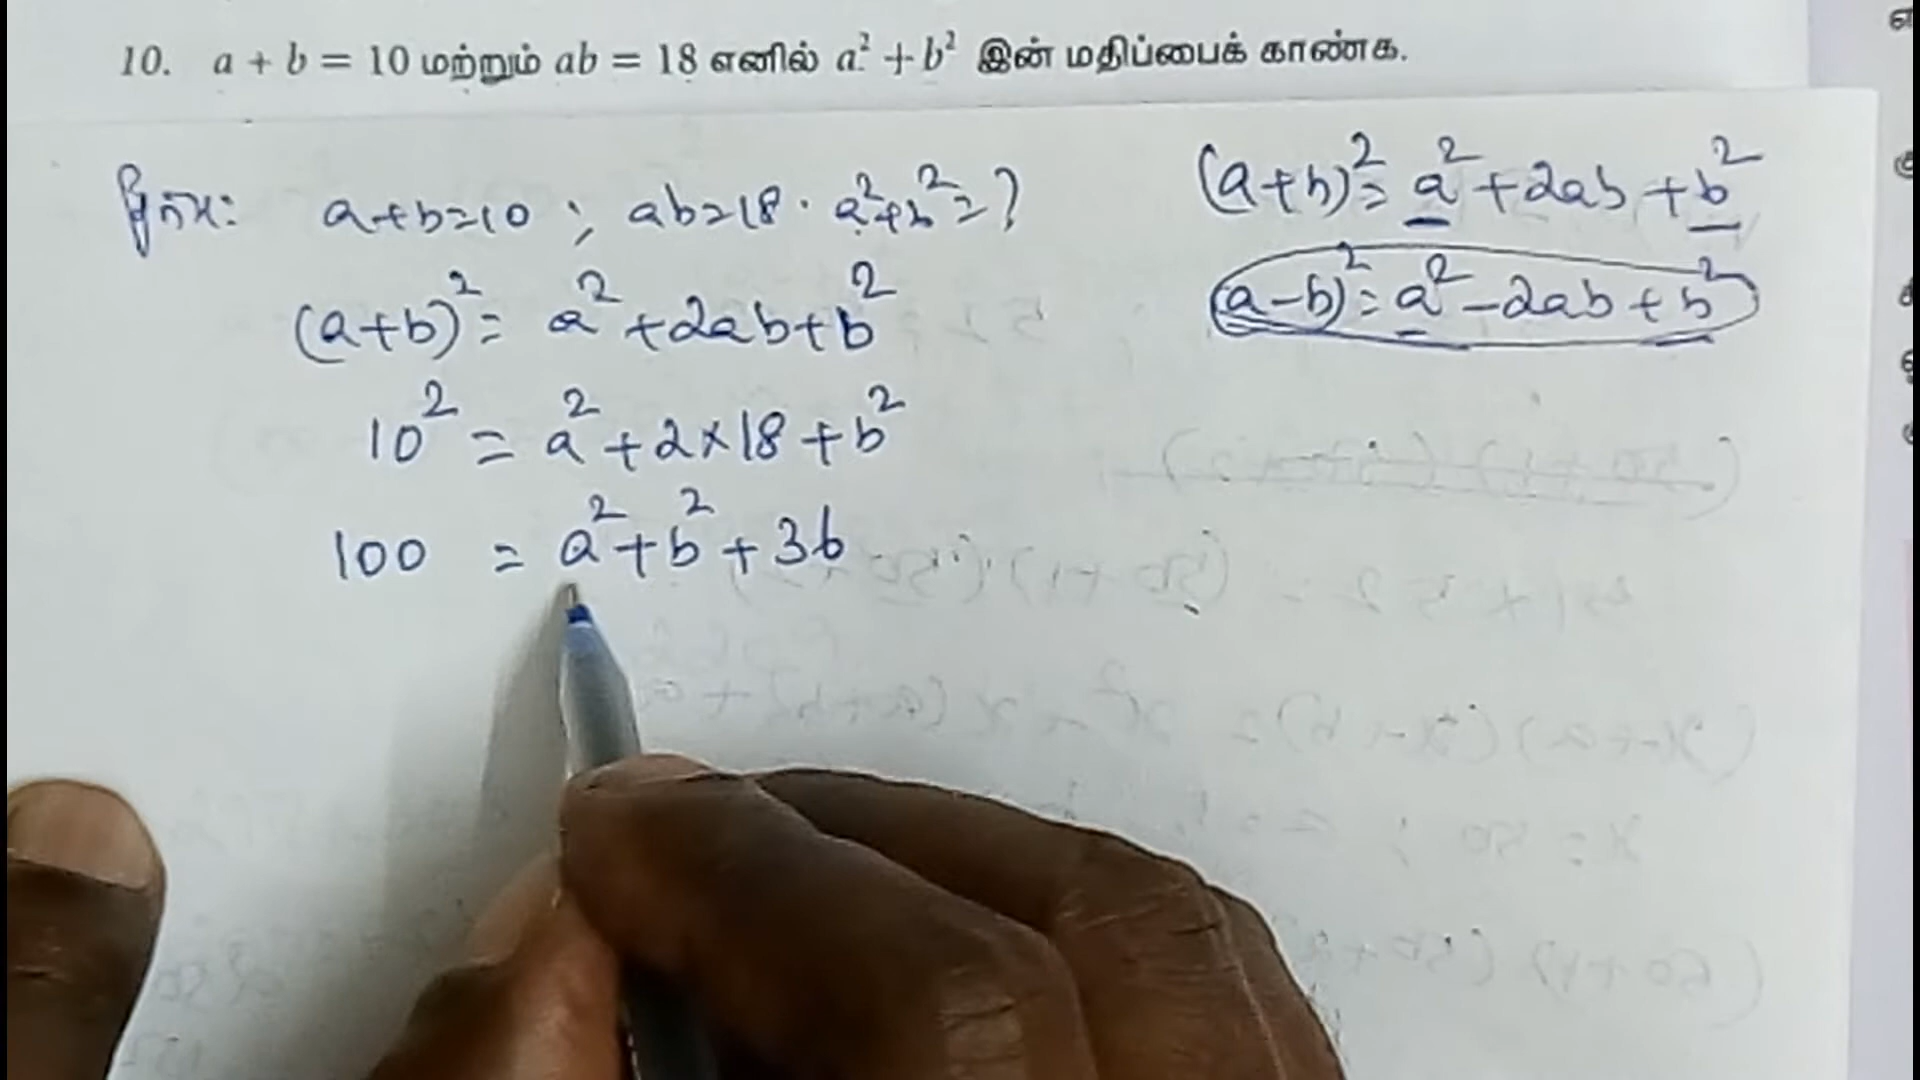 10. a + b = 10 மற்றும் ab = 18 எனில் a² + b² இன் மதிப்பைக் காண்க.
a+b=10 ; ab=18 . a²+b²=?
(a+b)² = a²+2ab+b²
10² = a²+2×18+b²
100 = a²+b²+36
(a+b)² = a²+2ab+b²
(a-b)² = a²-2ab+b²